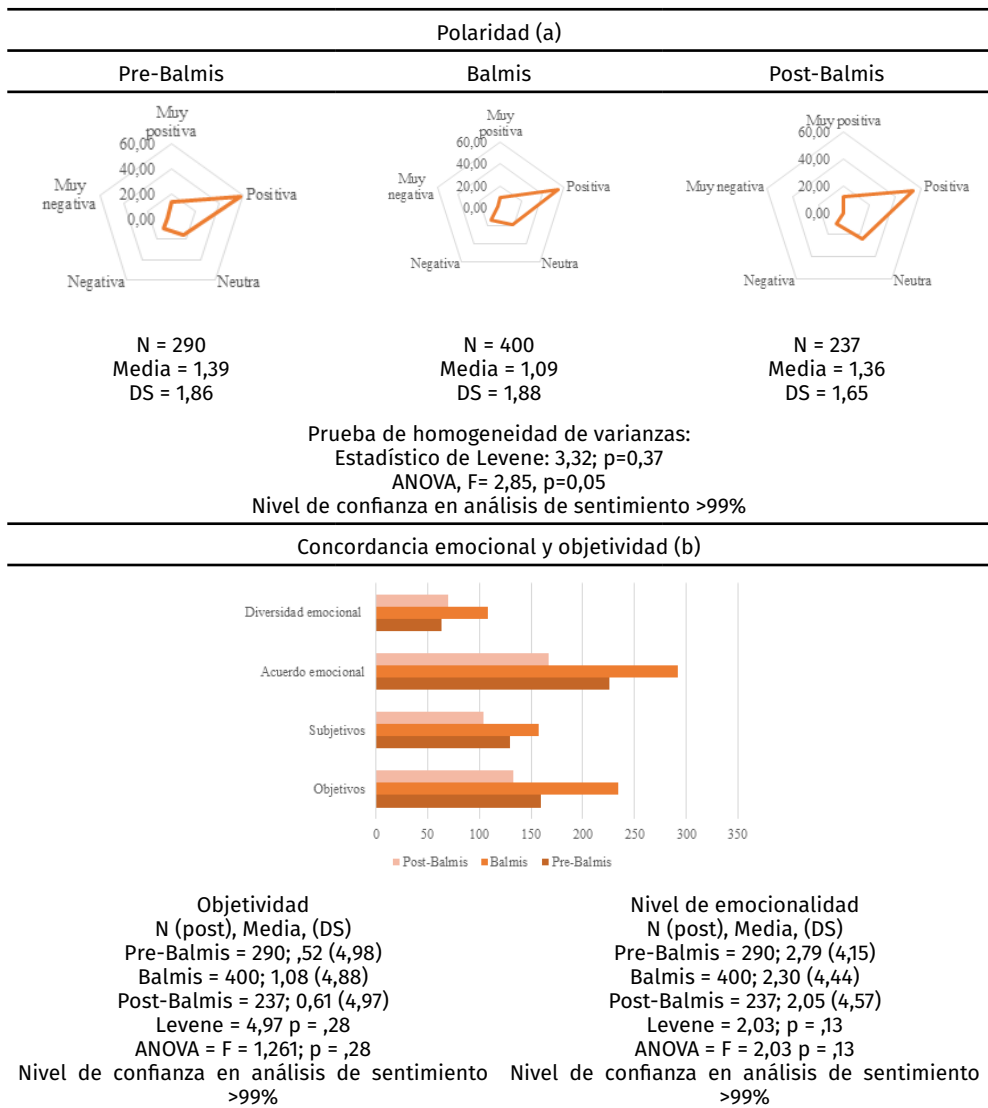 Polaridad (a)
Pre-Balmis
Balmis
Post-Balmis
Muy
positiva
60,00
40,00
20,00
0,00
Muy
negativa
Positiva
Negativa
Neutra
Muy
positiva
60,00
40,00
20,00
0,00
Muy
negativa
Positiva
Negativa
Neutra
Muy positiva
60,00
40,00
20,00
0,00
Muy negativa
Positiva
Negativa
Neutra
N = 290
Media = 1,39
DS = 1,86
N = 400
Media = 1,09
DS = 1,88
N = 237
Media = 1,36
DS = 1,65
Prueba de homogeneidad de varianzas:
Estadístico de Levene: 3,32; p=0,37
ANOVA, F= 2,85, p=0,05
Nivel de confianza en análisis de sentimiento >99%
Concordancia emocional y objetividad (b)
Diversidad emocional
Acuerdo emocional
Subjetivos
Objetivos
0 50 100 150 200 250 300 350
Post-Balmis Balmis Pre-Balmis
Objetividad
N (post), Media, (DS)
Pre-Balmis = 290; ,52 (4,98)
Balmis = 400; 1,08 (4,88)
Post-Balmis = 237; 0,61 (4,97)
Levene = 4,97 p = ,28
ANOVA = F = 1,261; p = ,28
Nivel de confianza en análisis de sentimiento
>99%
Nivel de emocionalidad
N (post), Media, (DS)
Pre-Balmis = 290; 2,79 (4,15)
Balmis = 400; 2,30 (4,44)
Post-Balmis = 237; 2,05 (4,57)
Levene = 2,03; p = ,13
ANOVA = F = 2,03 p = ,13
Nivel de confianza en análisis de sentimiento
>99%